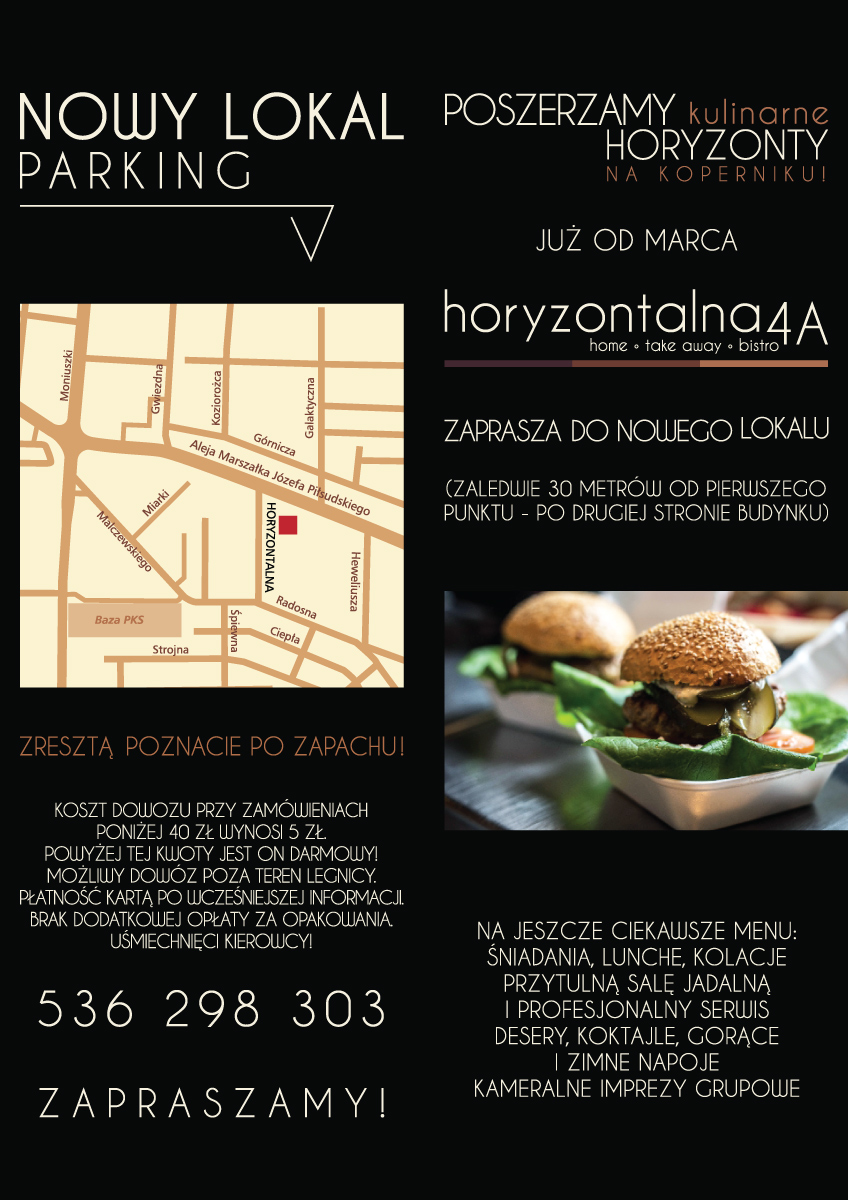 NOWY LOKAL
PARKING
Moniuszki
Gwiezdna
Koziorożca
Galaktyczna
Górnicza
Aleja Marszałka Józefa Piłsudskiego
Miarki
Malczewskiego
HORYZONTALNA
Heweliusza
Radosna
Baza PKS
Śpiewna
Ciepła
Strojna
ZRESZTĄ POZNACIE PO ZAPACHU!
KOSZT DOWOZU PRZY ZAMÓWIENIACH
PONIŻEJ 40 ZŁ WYNOSI 5 ZŁ.
POWYŻEJ TEJ KWOTY JEST ON DARMOWY!
MOŻLIWY DOWÓZ POZA TEREN LEGNICY.
PŁATNOŚĆ KARTĄ PO WCZEŚNIEJSZEJ INFORMACJI.
BRAK DODATKOWEJ OPŁATY ZA OPAKOWANIA.
UŚMIECHNIĘCI KIEROWCY!
536 298 303
ZAPRASZAMY!
POSZERZAMY kulinarne
HORYZONTY
NA KOPERNIKU!
JUŻ OD MARCA
horyzontalna4A
home ∘ take away ∘ bistro
ZAPRASZA DO NOWEGO LOKALU
(ZALEDWIE 30 METRÓW OD PIERWSZEGO
PUNKTU - PO DRUGIEJ STRONIE BUDYNKU)
NA JESZCZE CIEKAWSZE MENU:
ŚNIADANIA, LUNCHE, KOLACJE
PRZYTULNĄ SALĘ JADALNĄ
I PROFESJONALNY SERWIS
DESERY, KOKTAJLE, GORĄCE
I ZIMNE NAPOJE
KAMERALNE IMPREZY GRUPOWE